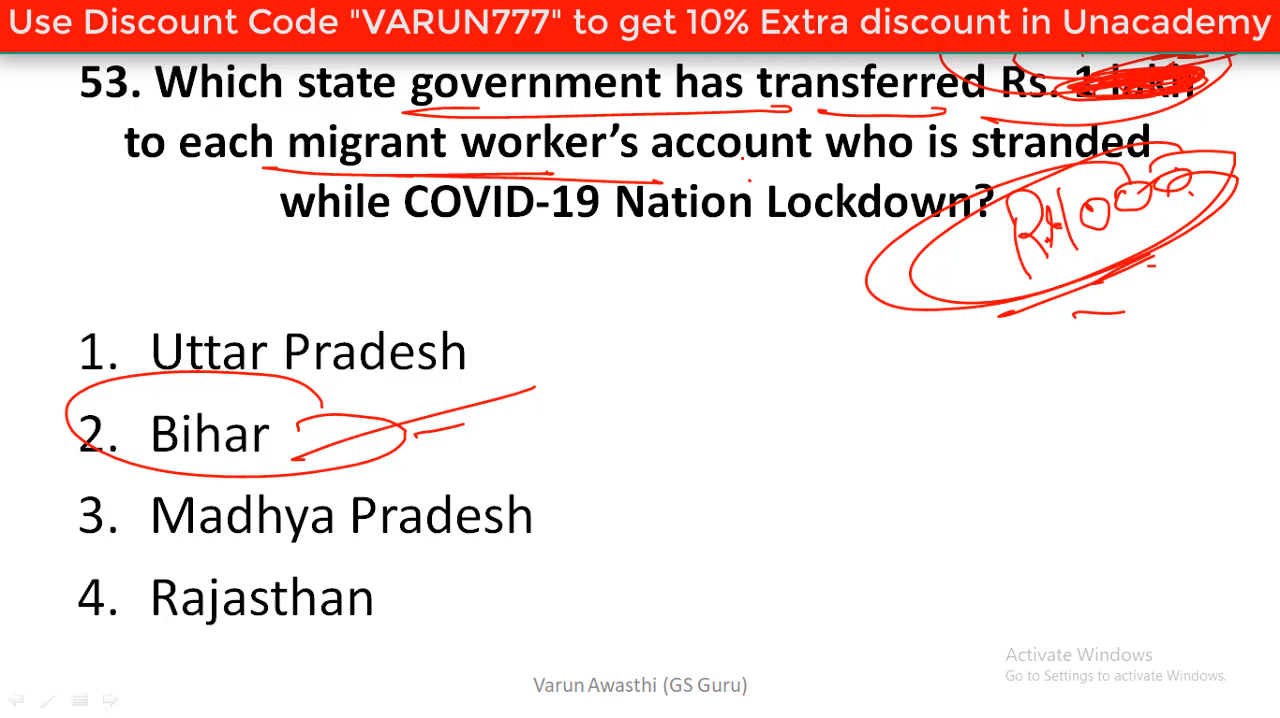 Use Discount Code "VARUN777" to get 10% Extra discount in Unacademy
53. Which state government has transferred Rs. 1 lakh
to each migrant worker's account who is stranded
while COVID-19 Nation Lockdown?
1. Uttar Pradesh
2. Bihar
3. Madhya Pradesh
4. Rajasthan
Activate Windows
Go to Settings to activate Windows.
Varun Awasthi (GS Guru)